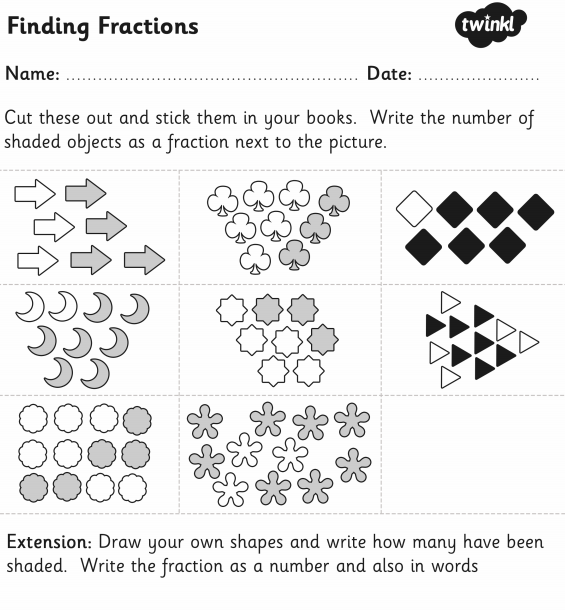 Finding Fractions
twinkl
Name: ........................................................ Date: ......................
Cut these out and stick them in your books. Write the number of
shaded objects as a fraction next to the picture.
Extension: Draw your own shapes and write how many have been
shaded. Write the fraction as a number and also in words